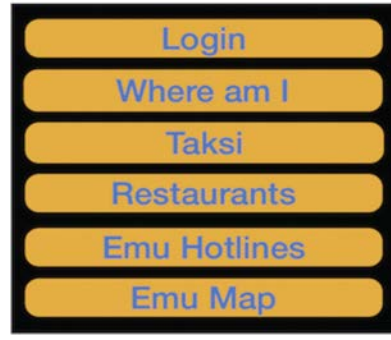 Login
Where am I
Taksi
Restaurants
Emu Hotlines
Emu Map